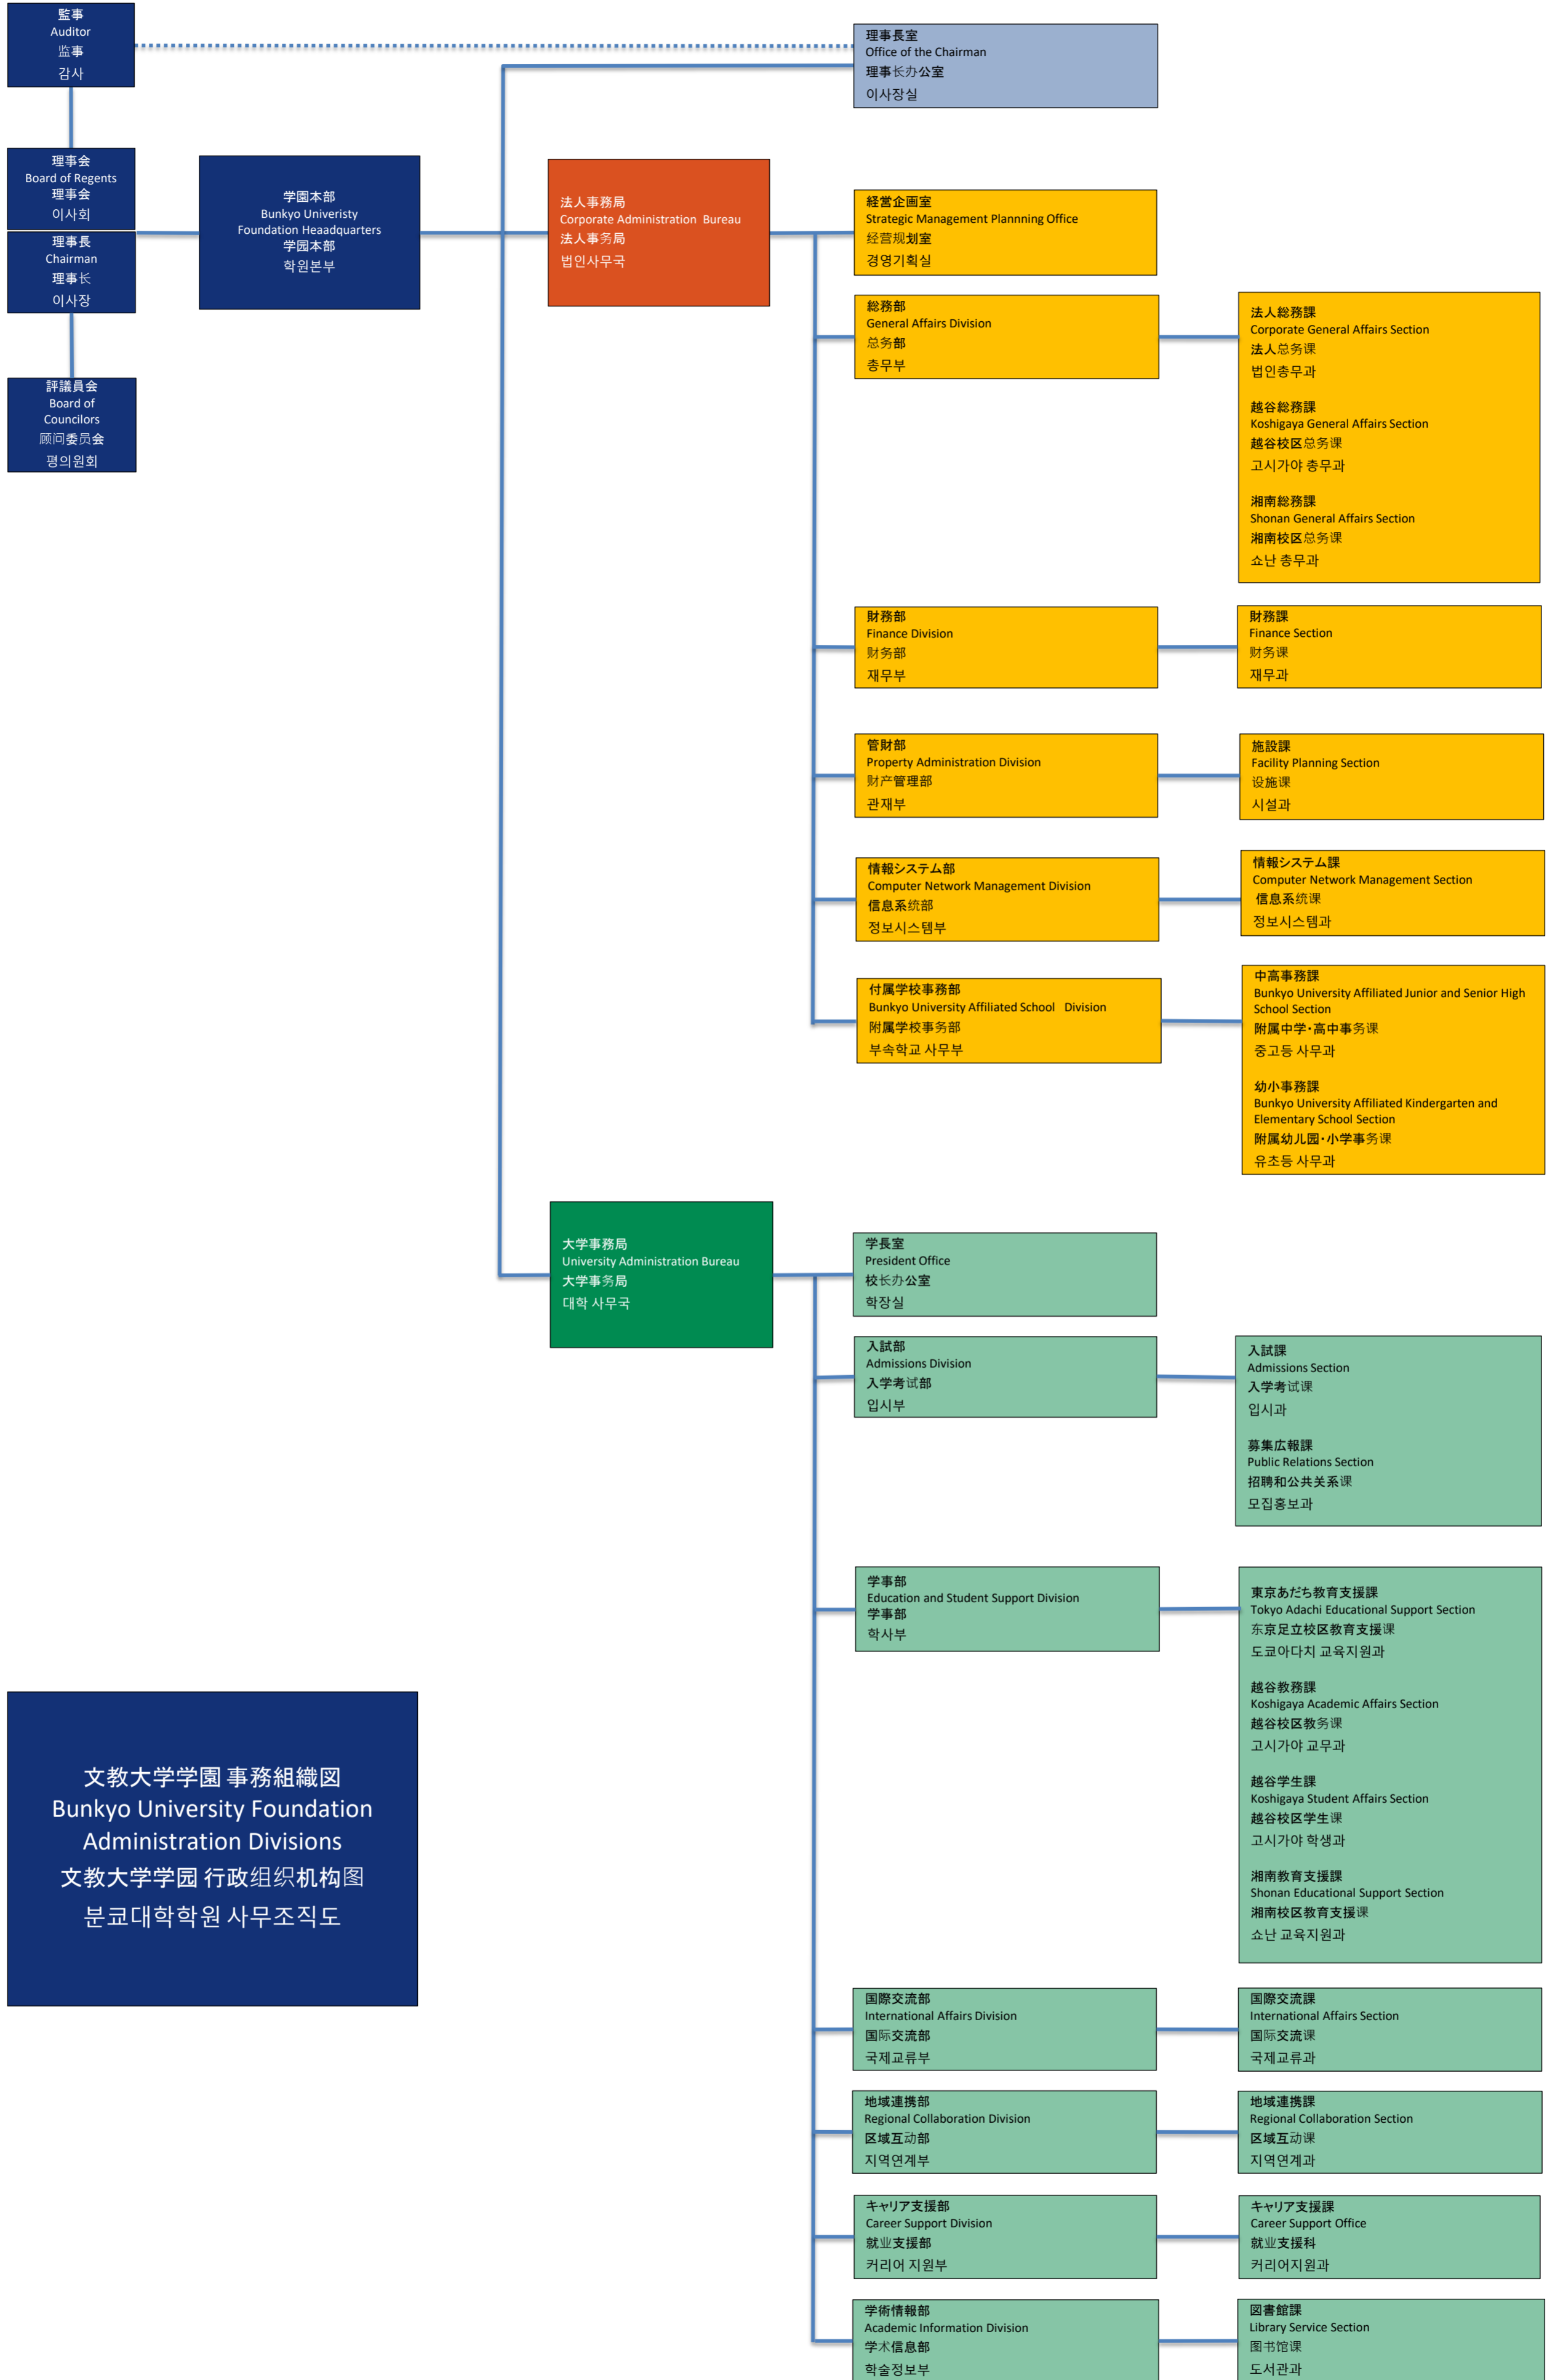 監事
Auditor
监事
감사
理事長室
Office of the Chairman
理事长办公室
이사장실
理事会
Board of Regents
理事会
이사회
理事長
Chairman
理事长
이사장
学園本部
Bunkyo Univeristy
Foundation Heaadquarters
学园本部
학원본부
法人事務局
Corporate Administration Bureau
法人事务局
법인사무국
経営企画室
Strategic Management Plannning Office
经营规划室
경영기획실
総務部
General Affairs Division
总务部
총무부
法人総務課
Corporate General Affairs Section
法人总务课
법인총무과
越谷総務課
Koshigaya General Affairs Section
越谷校区总务课
고시가야 총무과
湘南総務課
Shonan General Affairs Section
湘南校区总务课
쇼난 총무과
評議員会
Board of
Councilors
顾问委员会
평의원회
財務部
Finance Division
财务部
재무부
財務課
Finance Section
财务课
재무과
管財部
Property Administration Division
财产管理部
관재부
施設課
Facility Planning Section
设施课
시설과
情報システム部
Computer Network Management Division
信息系统部
정보시스템부
情報システム課
Computer Network Management Section
信息系统课
정보시스템과
付属学校事務部
Bunkyo University Affiliated School Division
附属学校事务部
부속학교 사무부
中高事務課
Bunkyo University Affiliated Junior and Senior High
School Section
附属中学・高中事务课
중고등 사무과
幼小事務課
Bunkyo University Affiliated Kindergarten and
Elementary School Section
附属幼儿园・小学事务课
유초등 사무과
大学事務局
University Administration Bureau
大学事务局
대학 사무국
学長室
President Office
校长办公室
학장실
入試部
Admissions Division
入学考试部
입시부
入試課
Admissions Section
入学考试课
입시과
募集広報課
Public Relations Section
招聘和公共关系课
모집홍보과
学事部
Education and Student Support Division
学事部
학사부
東京あだち教育支援課
Tokyo Adachi Educational Support Section
东京足立校区教育支援课
도쿄아다치 교육지원과
越谷教務課
Koshigaya Academic Affairs Section
越谷校区教务课
고시가야 교무과
越谷学生課
Koshigaya Student Affairs Section
越谷校区学生课
고시가야 학생과
湘南教育支援課
Shonan Educational Support Section
湘南校区教育支援课
쇼난 교육지원과
文教大学学園 事務組織図
Bunkyo University Foundation
Administration Divisions
文教大学学园 行政组织机构图
분쿄대학학원 사무조직도
国際交流部
International Affairs Division
国际交流部
국제교류부
国際交流課
International Affairs Section
国际交流课
국제교류과
地域連携部
Regional Collaboration Division
区域互动部
지역연계부
地域連携課
Regional Collaboration Section
区域互动课
지역연계과
キャリア支援部
Career Support Division
就业支援部
커리어 지원부
キャリア支援課
Career Support Office
就业支援科
커리어지원과
学術情報部
Academic Information Division
学术信息部
학술정보부
図書館課
Library Service Section
图书馆课
도서관과